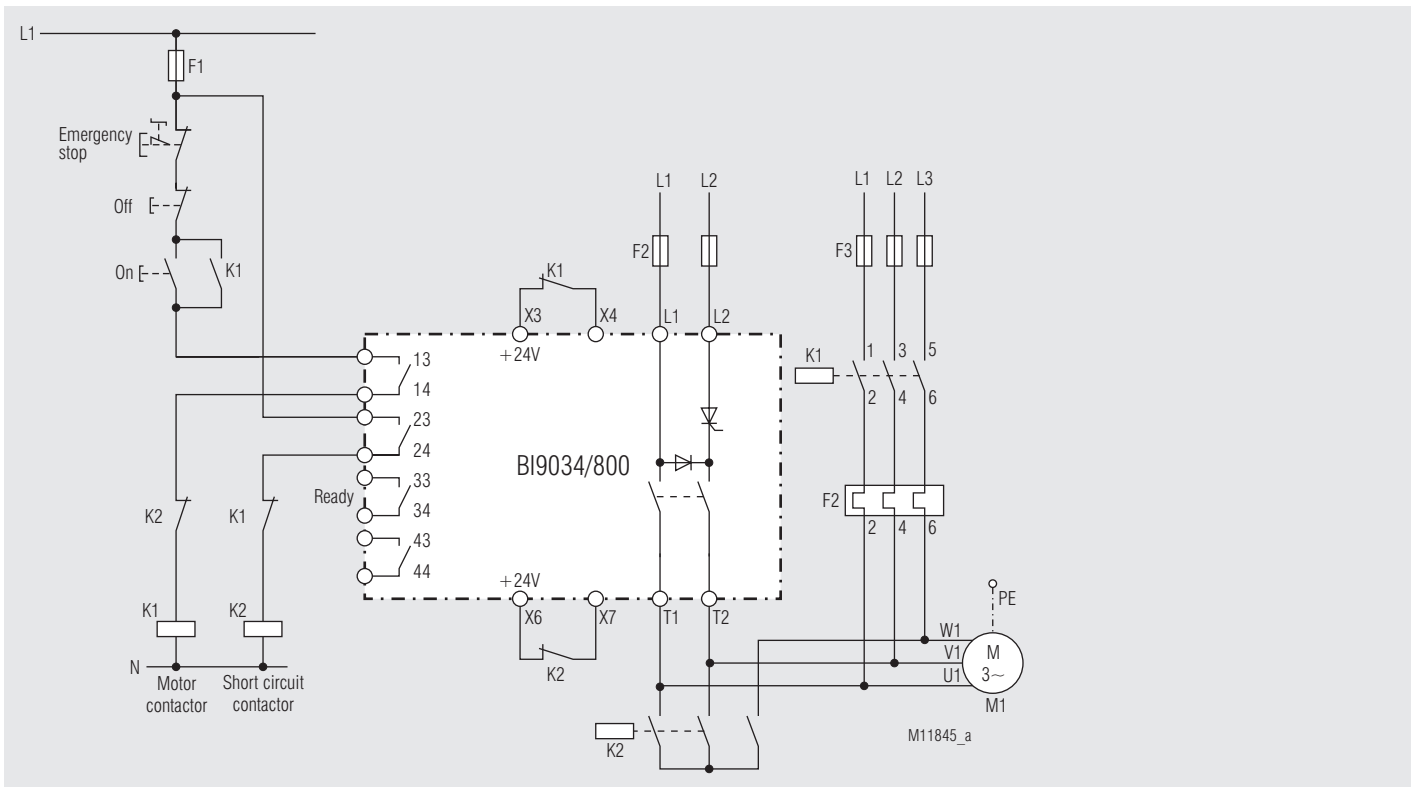 L1
F1
Emergency
stop
Off
On
K1
K1
X3
X4
+24V
L1
L2
F2
L1
L2
L1
L2
L3
F3
K1
1
3
5
2
4
6
F2
2
4
6
13
14
23
24
Ready
33
34
43
44
BI9034/800
+24V
X6
X7
T1
T2
K2
K2
K1
K1
K2
N
Motor
contactor
Short circuit
contactor
PE
W1
V1
U1
M
3~
M1
K2
M11845_a